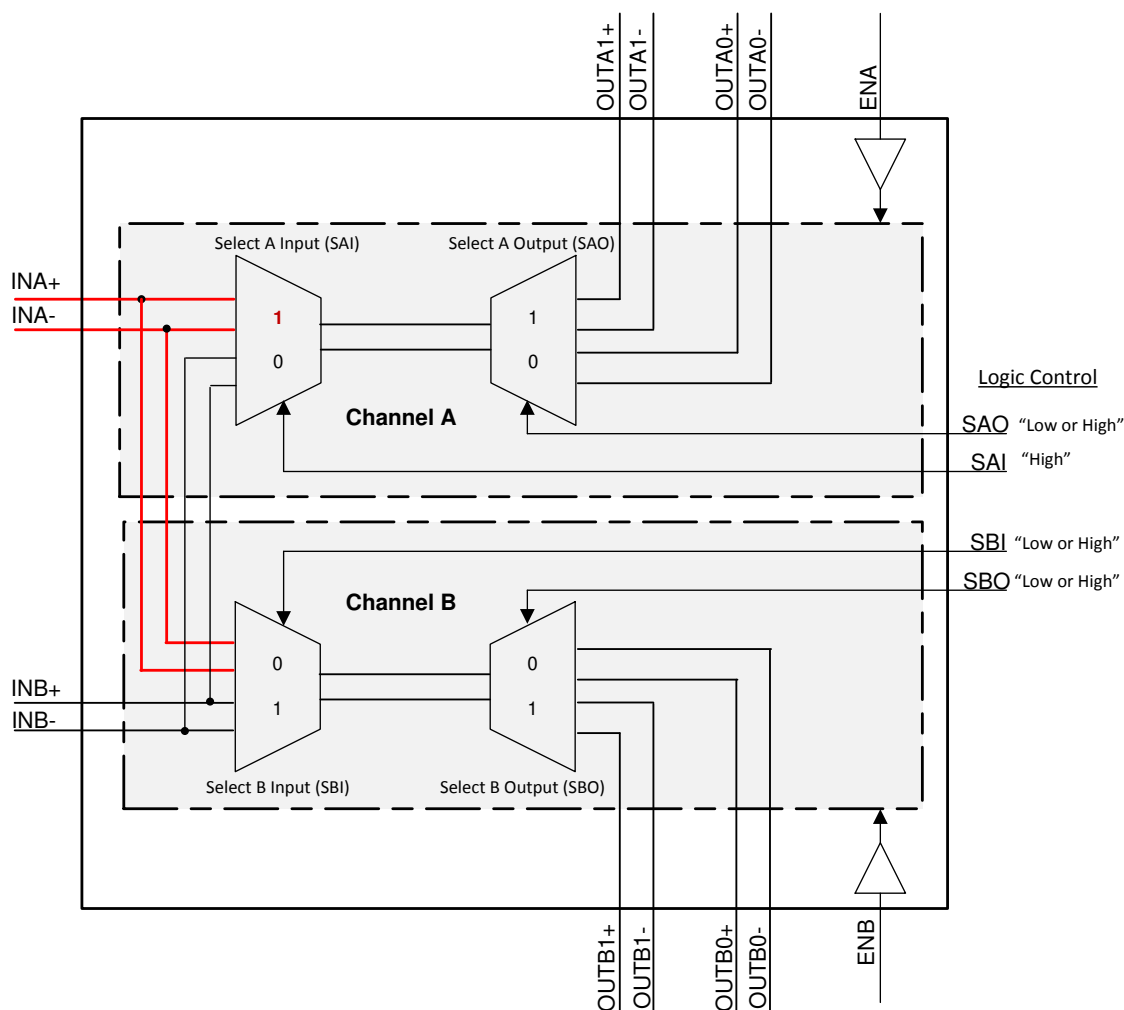 OUTA1+
OUTA1-
OUTA0+
OUTA0-
ENA
Select A Input (SAI)
Select A Output (SAO)
INA+
INA-
1
0
1
0
Channel A
Logic Control
SAO "Low or High"
SAI "High"
SBI "Low or High"
SBO "Low or High"
Channel B
0
1
0
1
INB+
INB-
Select B Input (SBI)
Select B Output (SBO)
OUTB1+
OUTB1-
OUTB0+
OUTB0-
ENB